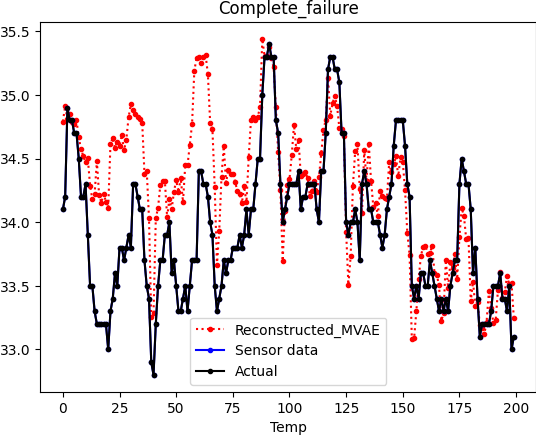 Complete_failure
35.5
35.0
34.5
34.0
33.5
33.0
Reconstructed_MVAE
Sensor data
Actual
0 25 50 75 100 125 150 175 200
Temp